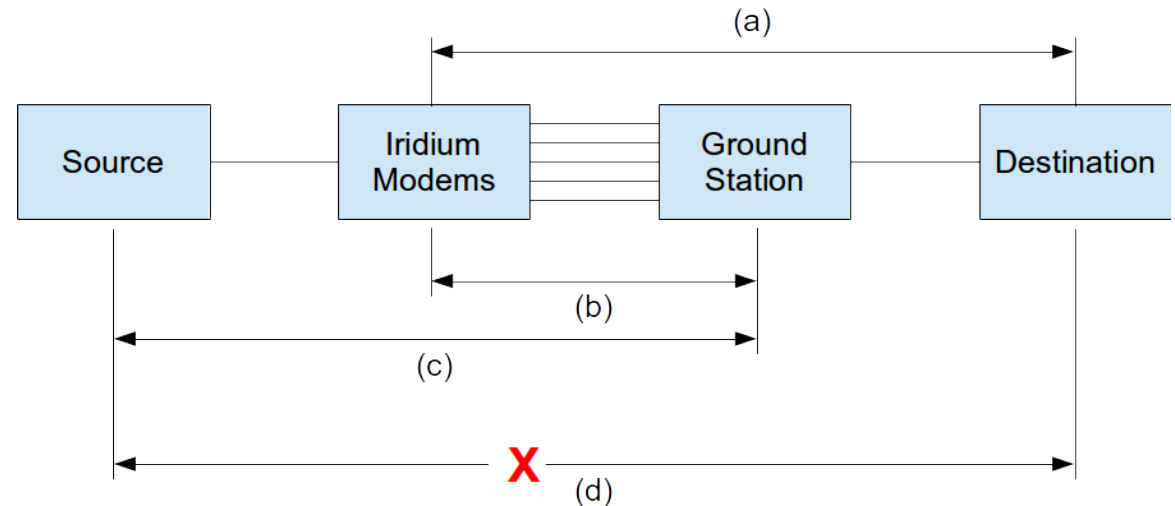 (a)
Source
Iridium
Modems
Ground
Station
Destination
(b)
(c)
X
(d)